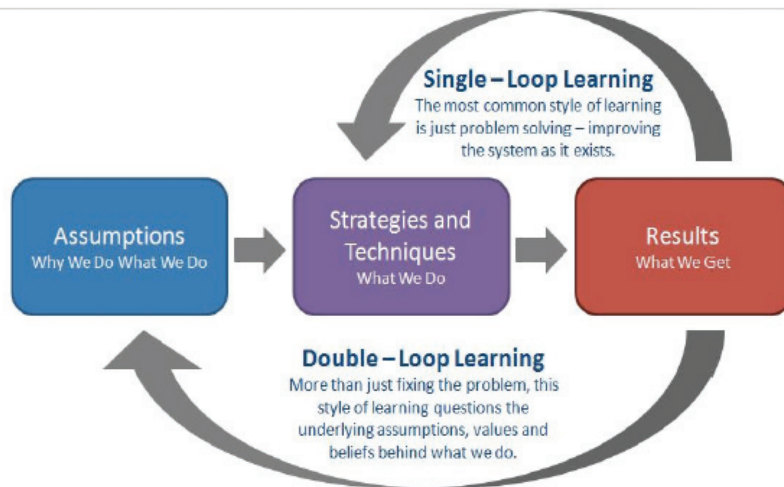 Single – Loop Learning
The most common style of learning
is just problem solving – improving
the system as it exists.
Assumptions
Why We Do What We Do
Strategies and
Techniques
What We Do
Results
What We Get
Double – Loop Learning
More than just fixing the problem, this
style of learning questions the
underlying assumptions, values and
beliefs behind what we do.